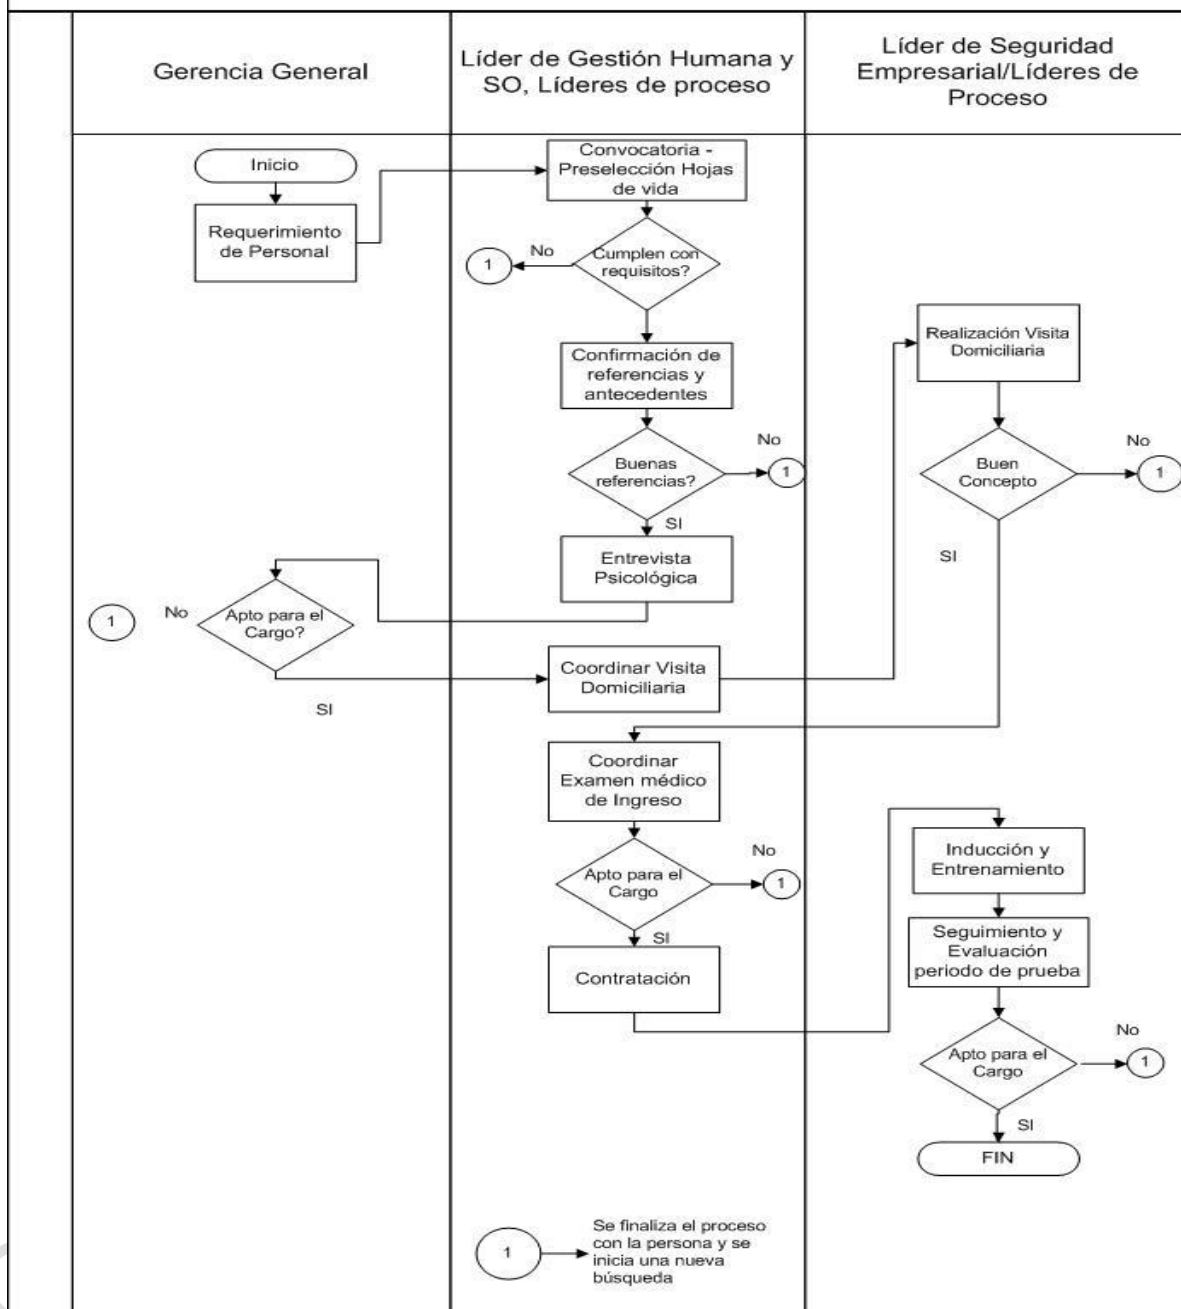 Gerencia General
Líder de Gestión Humana y
SO, Líderes de proceso
Líder de Seguridad
Empresarial/Líderes de
Proceso
Inicio
Requerimiento
de Personal
Convocatoria -
Preselección Hojas
de vida
Cumplen con
requisitos?
No
1
Confirmación de
referencias y
antecedentes
Buenas
referencias?
No
1
SI
Entrevista
Psicológica
Apto para el
Cargo?
No
1
SI
Coordinar Visita
Domiciliaria
Realización Visita
Domiciliaria
Buen
Concepto
No
1
SI
Coordinar
Examen médico
de Ingreso
Apto para el
Cargo
No
1
SI
Contratación
Inducción y
Entrenamiento
Seguimiento y
Evaluación
periodo de prueba
Apto para el
Cargo
No
1
SI
FIN
1
Se finaliza el proceso
con la persona y se
inicia una nueva
búsqueda